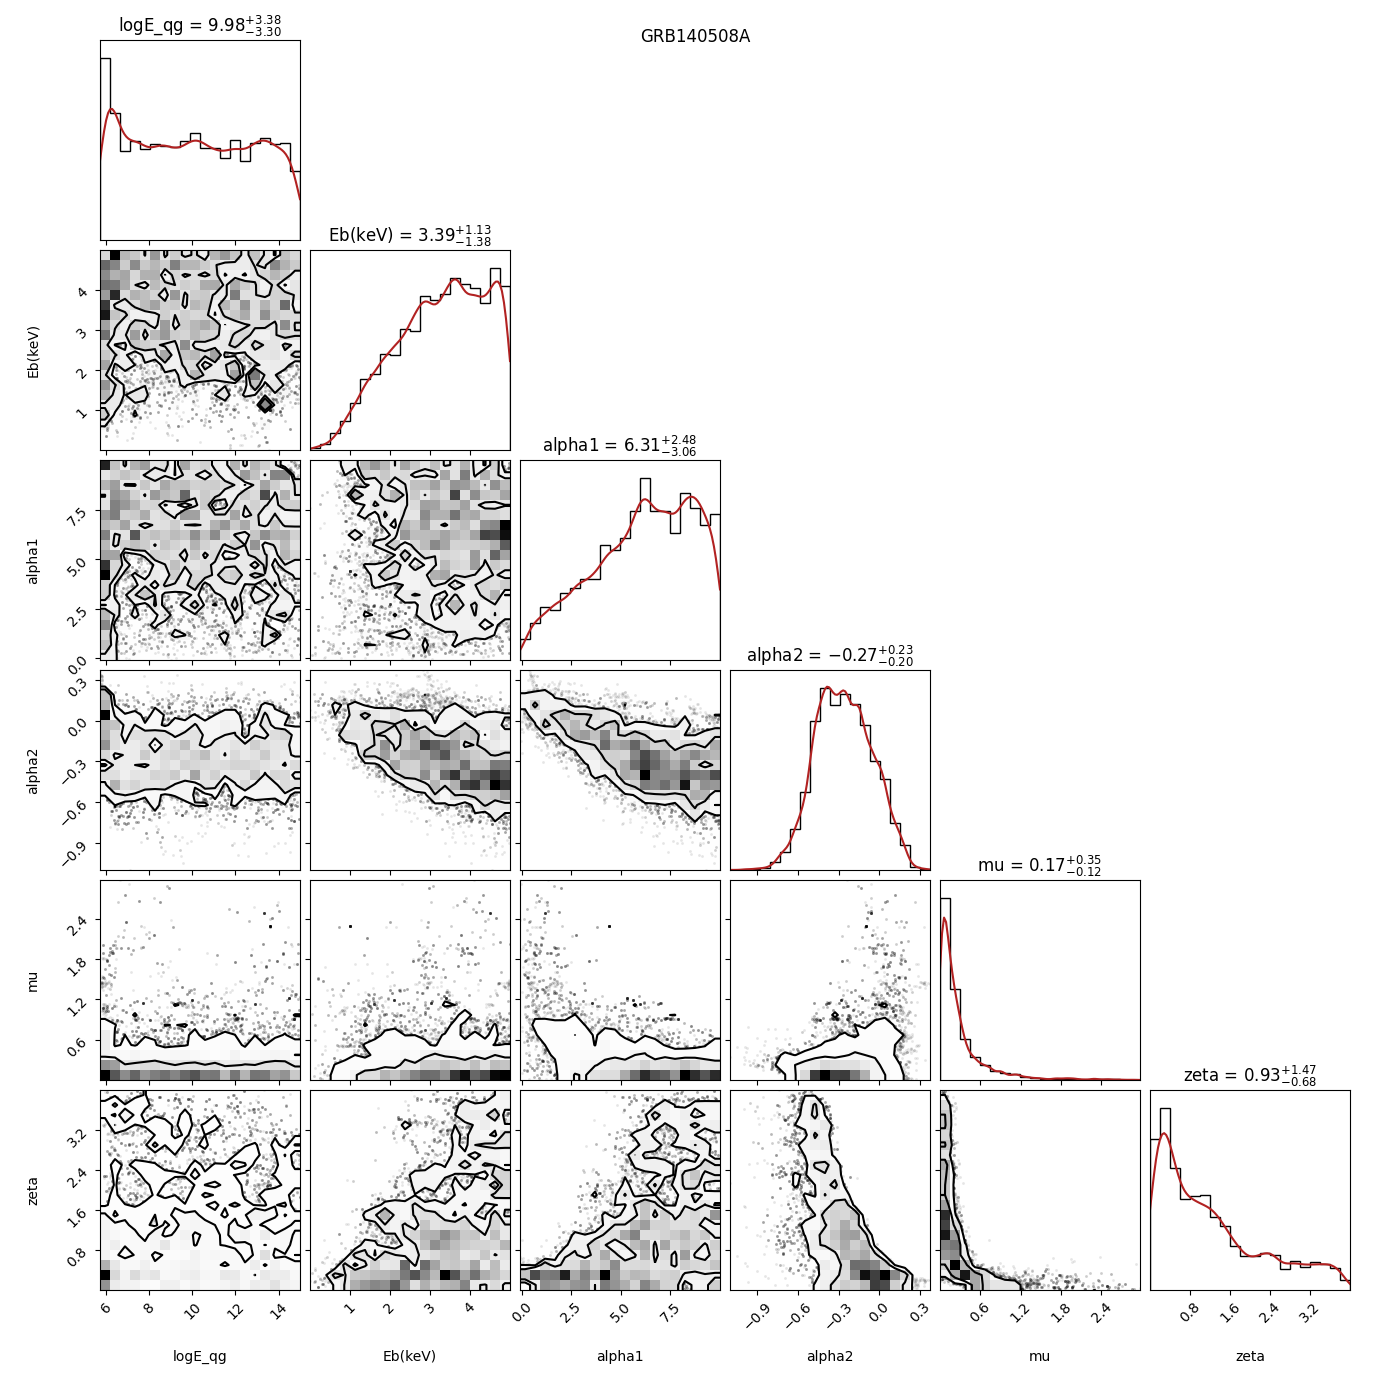 GRB140508A
logE_qg = 9.98+3.38 −3.30
Eb(keV) = 3.39+1.13 −1.38
Eb(keV)
4
3
2
1
alpha1 = 6.31+2.48 −3.06
alpha1
7.5
5.0
2.5
0.0
alpha2 = −0.27+0.23 −0.20
alpha2
0.3
0.0
−0.3
−0.6
−0.9
mu = 0.17+0.35 −0.12
mu
2.4
1.8
1.2
0.6
zeta = 0.93+1.47 −0.68
zeta
3.2
2.4
1.6
0.8
6 8 10 12 14 1 2 3 4 0.0 2.5 5.0 7.5 −0.9 −0.6 −0.3 0.0 0.3 0.6 1.2 1.8 2.4 0.8 1.6 2.4 3.2
logE_qg Eb(keV) alpha1 alpha2 mu zeta